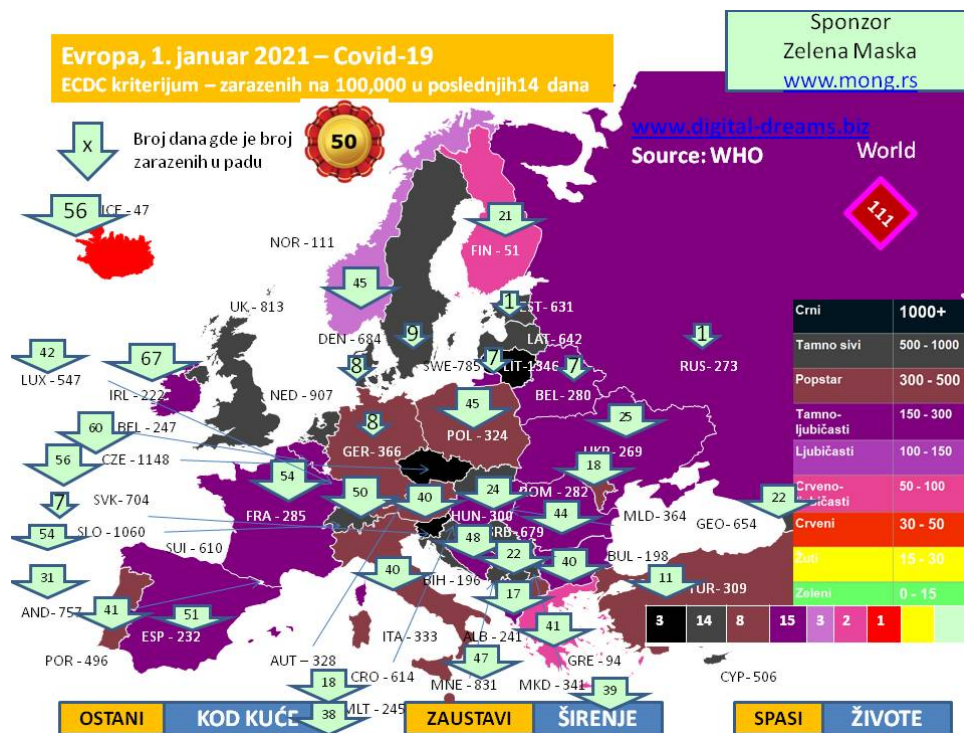 Evropa, 1. januar 2021 – Covid-19
ECDC kriterijum – zarazenih na 100,000 u poslednjih14 dana
Sponzor
Zelena Maska
www.mong.rs
www.digital-dreams.biz
Source: WHO
World
111
X
Broj dana gde je broj
zarazenih u padu
50
56
ICE - 47
NOR - 111
45
21
FIN - 51
UK - 813
1
EST- 631
DEN - 684
9
LAT - 642
1
RUS - 273
42
LUX - 547
67
IRL - 222
8
SWE- 785
7
LIT-1346
7
BEL - 280
NED - 907
45
POL - 324
60
BEL - 247
8
GER - 366
25
UKR - 269
56
CZE - 1148
54
18
7
SVK- 704
50
40
24
ROM - 282
MLD - 364
22
GEO - 654
FRA - 285
HUN - 300
44
54
SLO - 1060
SRB - 679
48
SUI - 610
22
BUL - 198
31
40
BIH - 196
40
11
TUR - 309
AND - 757
17
41
51
ESP - 232
ITA - 333
ALB - 241
41
POR - 496
AUT – 328
47
GRE - 94
CYP - 506
18
CRO - 614
MNE - 831
MKD - 341
39
38
MLT - 245
Crni 1000+
Tamno sivi 500 - 1000
Popstar 300 - 500
Tamno-
ljubičasti 150 - 300
Ljubičasti 100 - 150
Crveno-
ljubičasti 50 - 100
Crveni 30 - 50
Žuti 15 - 30
Zeleni 0 - 15
3 14 8 15 3 2 1
OSTANI KOD KUĆE ZAUSTAVI ŠIRENJE SPASI ŽIVOTE